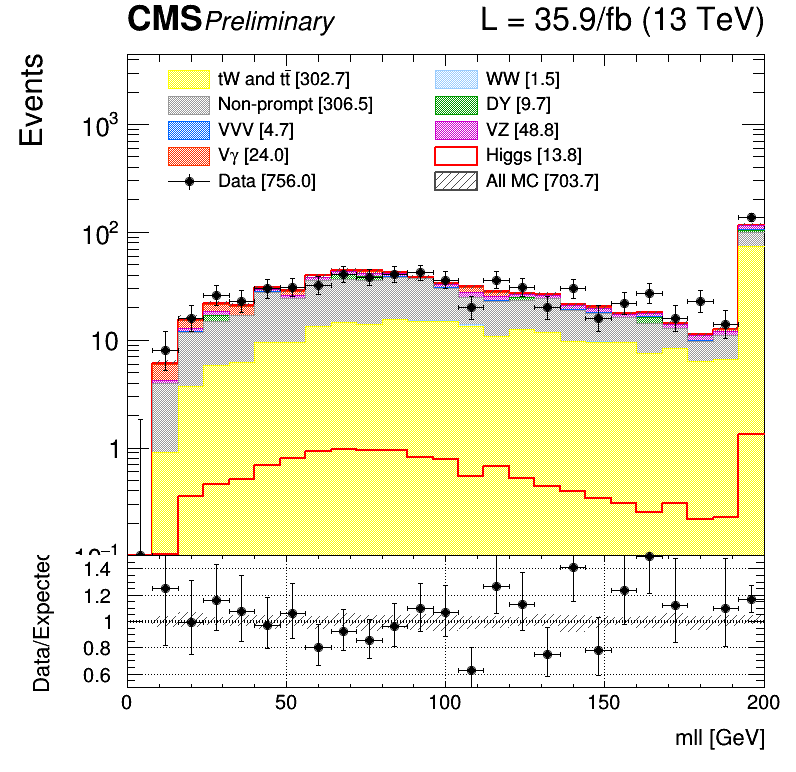 CMS Preliminary L = 35.9/fb (13 TeV)
Events
tW and tt̄ [302.7] WW [1.5]
Non-prompt [306.5] DY [9.7]
VVV [4.7] VZ [48.8]
Vγ [24.0] Higgs [13.8]
Data [756.0] All MC [703.7]
10³
10²
10
1
Data/Expected
1.4
1.2
1
0.8
0.6
0 50 100 150 200
mll [GeV]